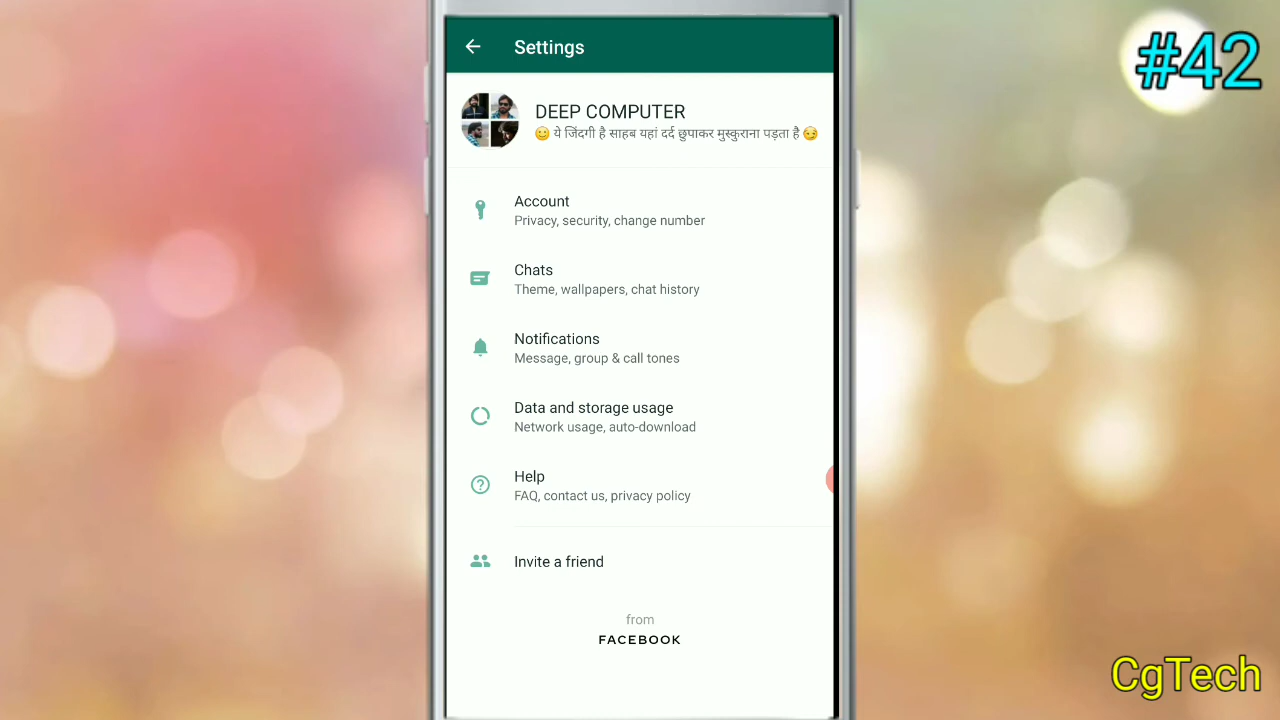 #42
Settings
DEEP COMPUTER
😊 ये जिंदगी है साहब यहां दर्द छुपाकर मुस्कुराना पड़ता है 😏
Account
Privacy, security, change number
Chats
Theme, wallpapers, chat history
Notifications
Message, group & call tones
Data and storage usage
Network usage, auto-download
Help
FAQ, contact us, privacy policy
Invite a friend
from
FACEBOOK
CgTech